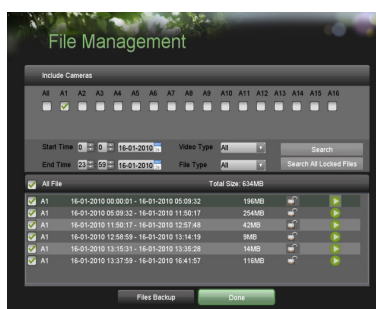 File Management
Include Cameras
All A1 A2 A3 A4 A5 A6 A7 A8 A9 A10 A11 A12 A13 A14 A15 A16
Start Time 0 0 16-01-2010 Video Type All Search
End Time 23 59 16-01-2010 File Type All Search All Locked Files
All File Total Size: 634MB
A1 16-01-2010 00:00:01 - 16-01-2010 05:09:32 196MB
A1 16-01-2010 05:09:32 - 16-01-2010 11:50:17 254MB
A1 16-01-2010 11:50:17 - 16-01-2010 12:57:48 42MB
A1 16-01-2010 12:58:59 - 16-01-2010 13:14:19 9MB
A1 16-01-2010 13:15:31 - 16-01-2010 13:35:28 14MB
A1 16-01-2010 13:37:59 - 16-01-2010 16:41:57 116MB
Files Backup Done